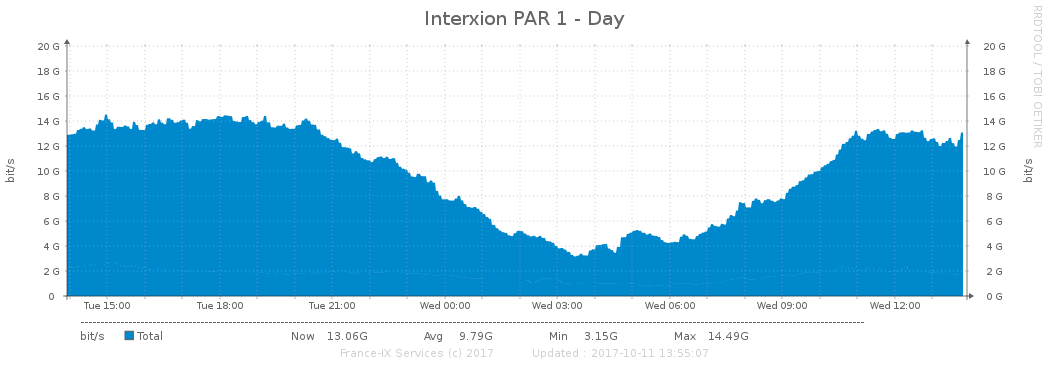 Interxion PAR 1 - Day
RRDTOOL / TOBI OETIKER
bit/s
20 G
18 G
16 G
14 G
12 G
10 G
8 G
6 G
4 G
2 G
0
20 G
18 G
16 G
14 G
12 G
10 G
8 G
6 G
4 G
2 G
0 G
bit/s
Tue 15:00 Tue 18:00 Tue 21:00 Wed 00:00 Wed 03:00 Wed 06:00 Wed 09:00 Wed 12:00
bit/s Total Now 13.06G Avg 9.79G Min 3.15G Max 14.49G
France-IX Services (c) 2017 Updated : 2017-10-11 13:55:07